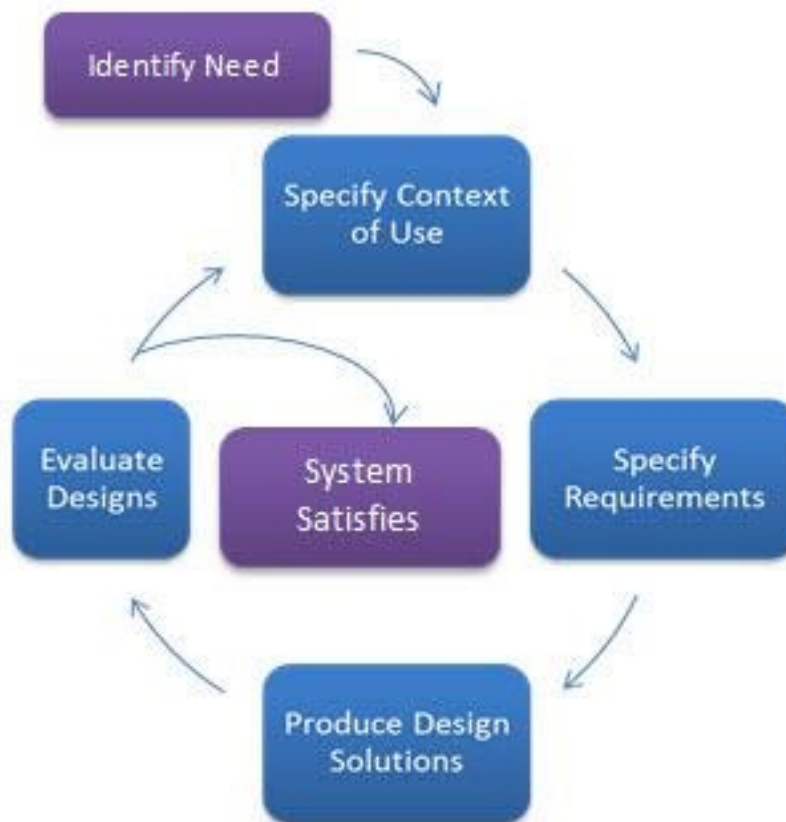 Identify Need
Specify Context
of Use
Evaluate
Designs
System
Satisfies
Specify
Requirements
Produce Design
Solutions